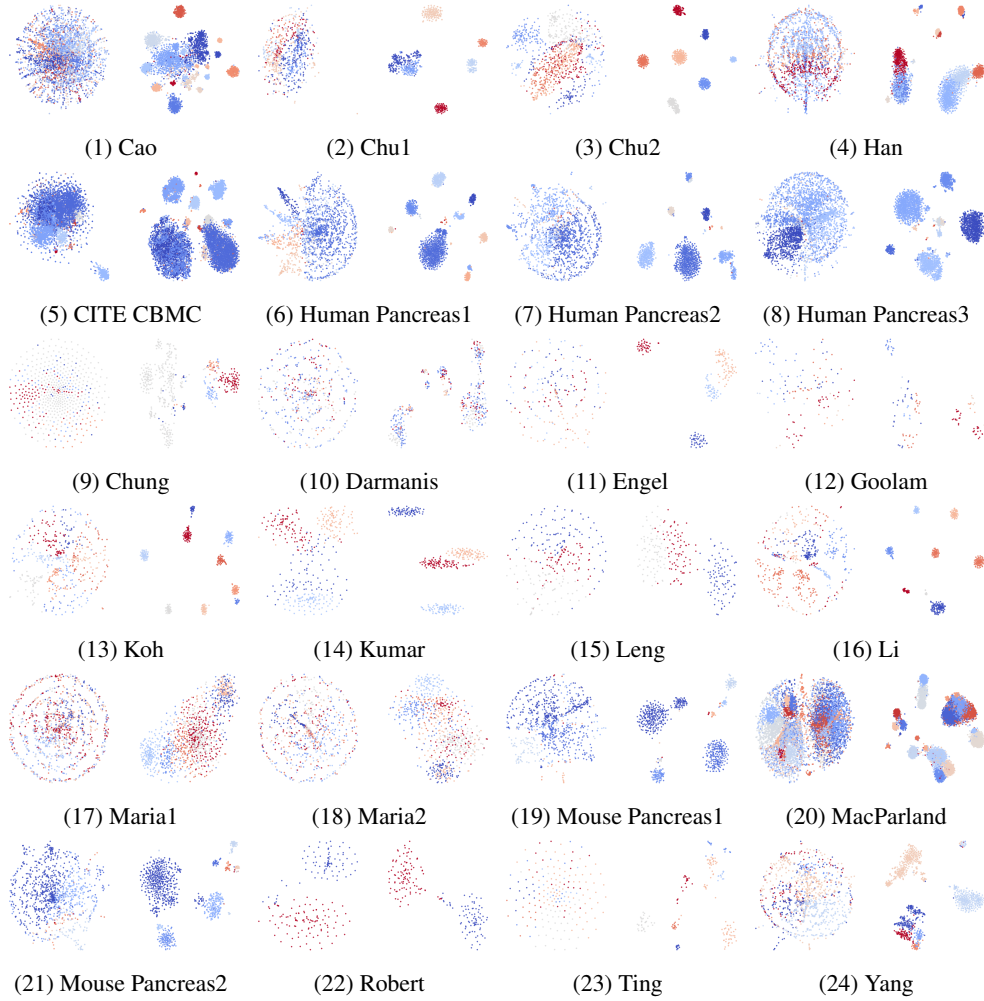 (1) Cao (2) Chu1 (3) Chu2 (4) Han
(5) CITE CBMC (6) Human Pancreas1 (7) Human Pancreas2 (8) Human Pancreas3
(9) Chung (10) Darmanis (11) Engel (12) Goolam
(13) Koh (14) Kumar (15) Leng (16) Li
(17) Maria1 (18) Maria2 (19) Mouse Pancreas1 (20) MacParland
(21) Mouse Pancreas2 (22) Robert (23) Ting (24) Yang